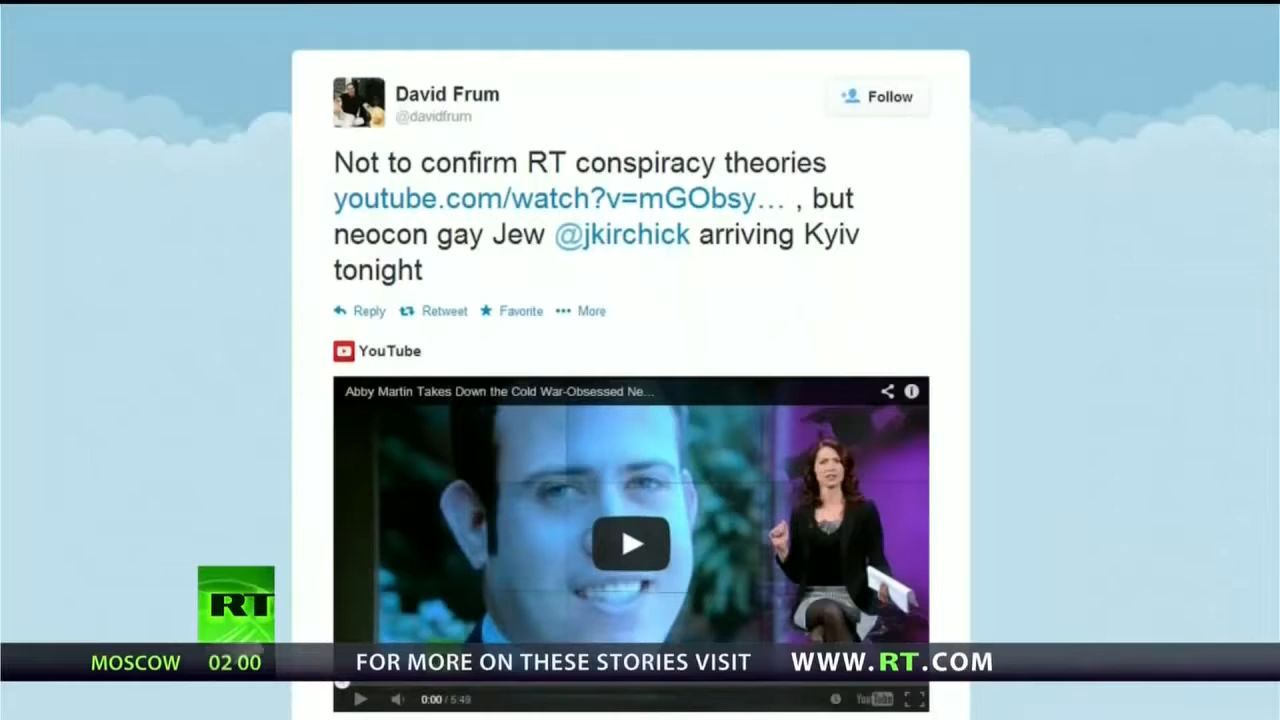 David Frum
@davidfrum
Follow
Not to confirm RT conspiracy theories
youtube.com/watch?v=mGObsy… , but
neocon gay Jew @jkirchick arriving Kyiv
tonight
Reply Retweet Favorite More
YouTube
Abby Martin Takes Down the Cold War-Obsessed Ne...
RT
MOSCOW 02 00 FOR MORE ON THESE STORIES VISIT WWW.RT.COM
0:00 / 5:49 YouTube